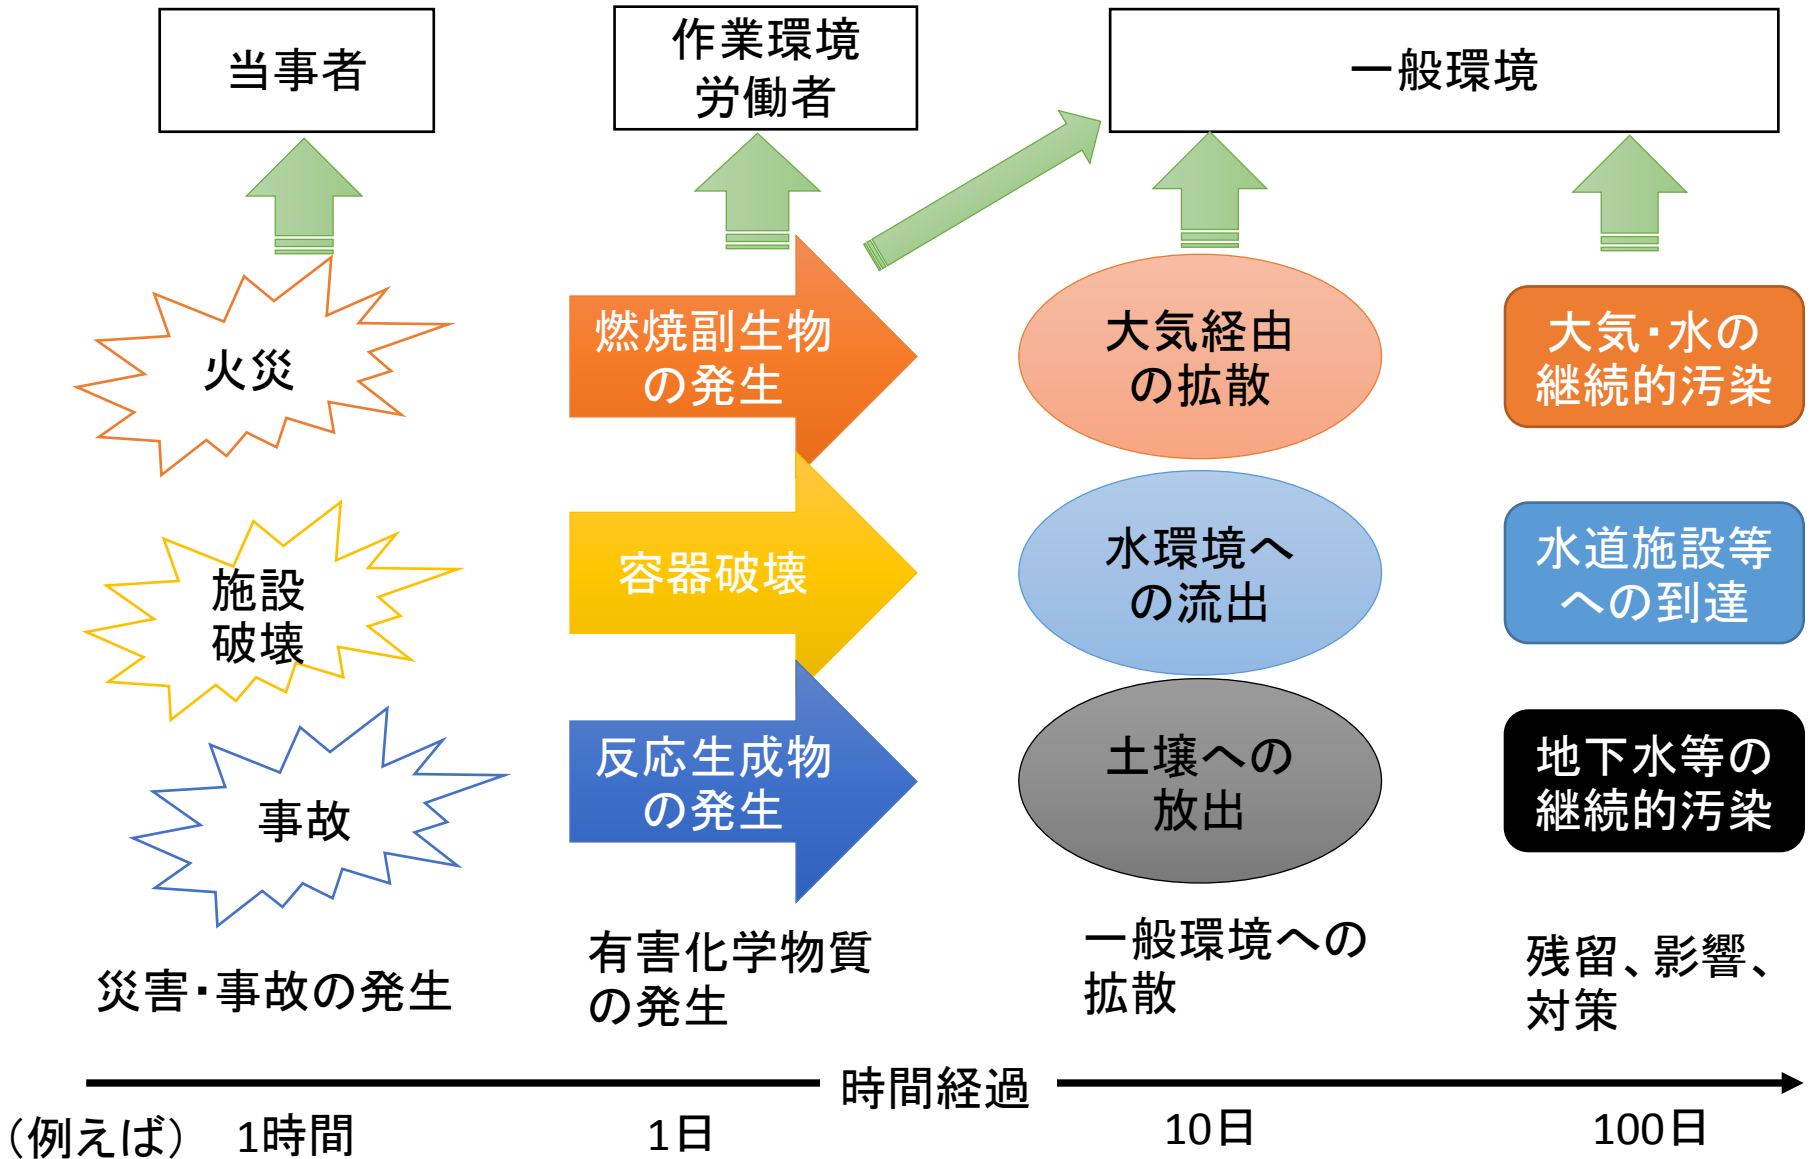 当事者
作業環境
労働者
一般環境
火災
燃焼副生物
の発生
大気経由
の拡散
大気・水の
継続的汚染
施設
破壊
容器破壊
水環境へ
の流出
水道施設等
への到達
事故
反応生成物
の発生
土壌への
放出
地下水等の
継続的汚染
災害・事故の発生
有害化学物質
の発生
一般環境への
拡散
残留、影響、
対策
時間経過
（例えば）
1時間
1日
10日
100日